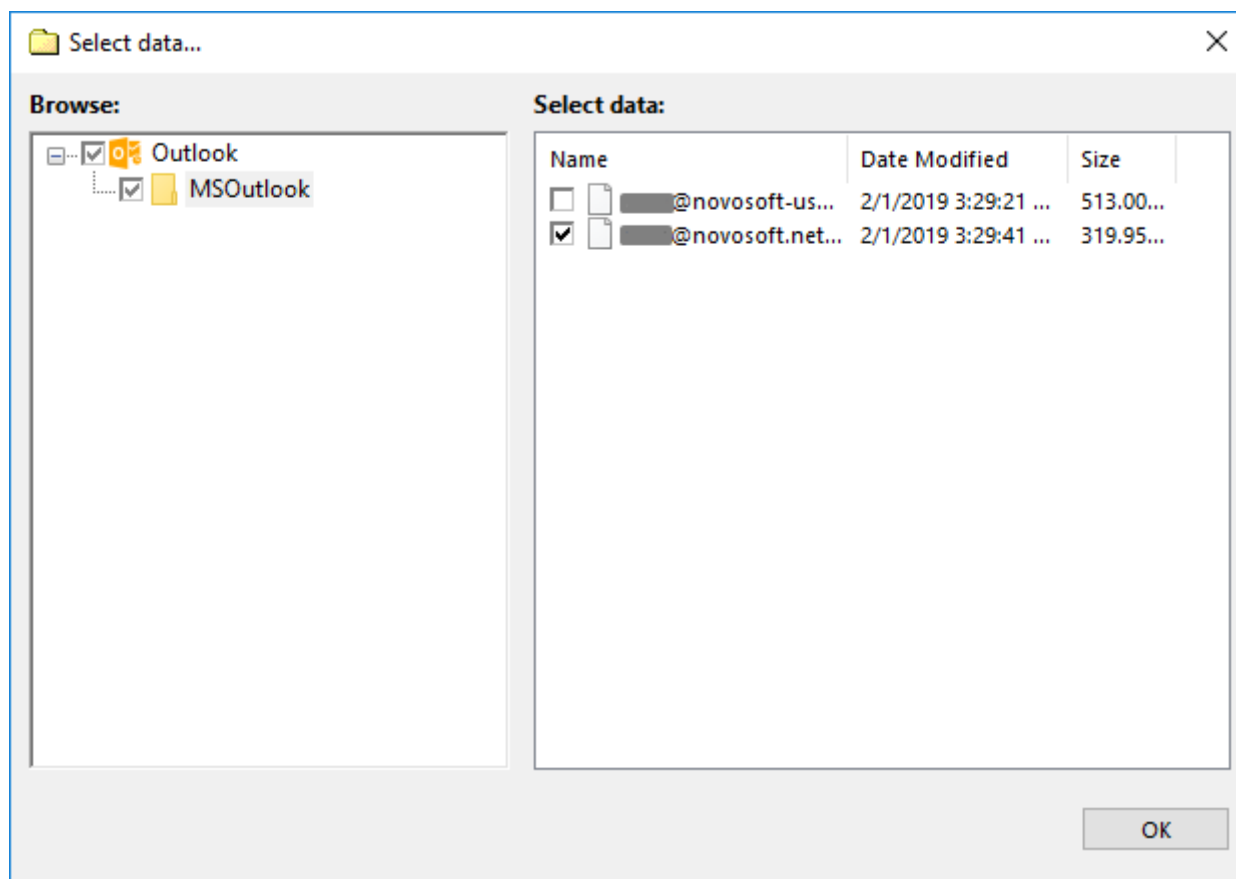 Select data...
Browse:
Select data:
Outlook
MSOutlook
Name Date Modified Size
@novosoft-us... 2/1/2019 3:29:21 ... 513.00...
@novosoft.net... 2/1/2019 3:29:41 ... 319.95...
OK